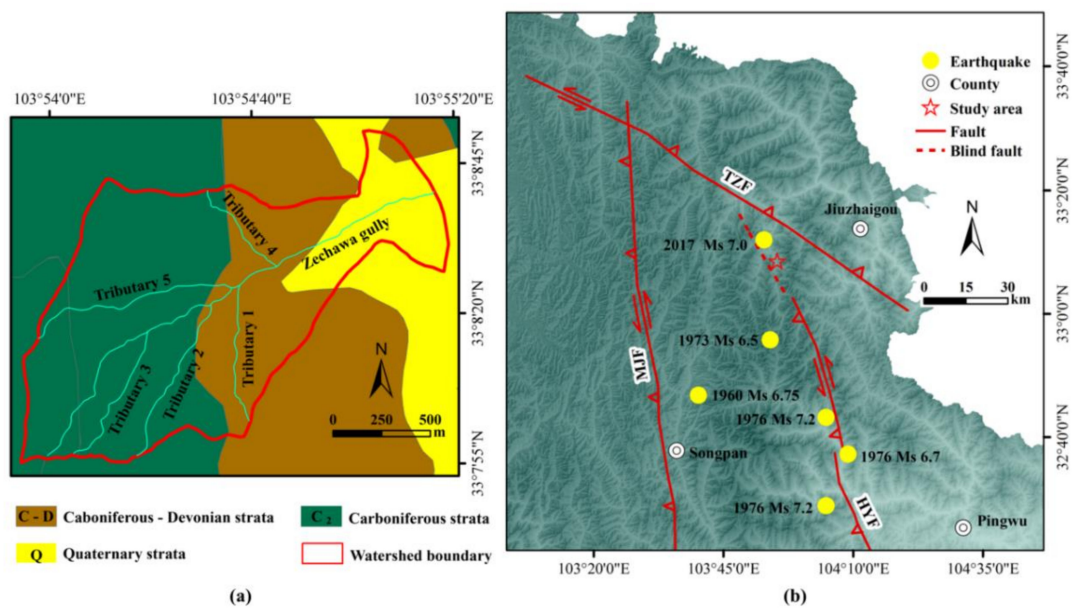 103°54'0"E
103°54'40"E
103°55'20"E
33°8'45"N
33°8'20"N
33°7'55"N
Tributary 4
Zechawa gully
Tributary 5
Tributary 3
Tributary 2
Tributary 1
N
0 250 500
m
C - D Caboniferous - Devonian strata
C₂ Carboniferous strata
Q Quaternary strata
Watershed boundary
(a)
Earthquake
County
Study area
Fault
Blind fault
33°40'N
33°20'N
33°0'0"N
32°40'N
TZF
Jiuzhaigou
N
2017 Ms 7.0
0 15 30
km
MJF
1973 Ms 6.5
1960 Ms 6.75
1976 Ms 7.2
Songpan
1976 Ms 6.7
1976 Ms 7.2
HYF
Pingwu
103°20'0"E
103°45'0"E
104°10'0"E
104°35'0"E
(b)